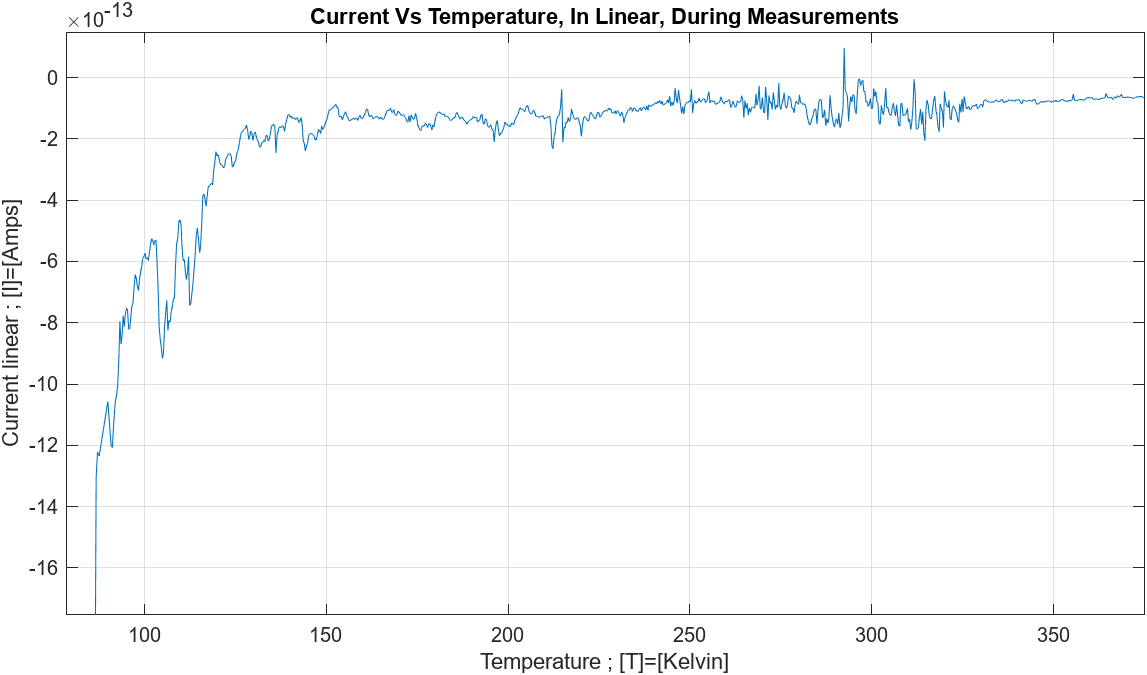 Current Vs Temperature, In Linear, During Measurements
×10-13
0
-2
-4
-6
-8
-10
-12
-14
-16
Current linear ; [I]=[Amps]
100 150 200 250 300 350
Temperature ; [T]=[Kelvin]